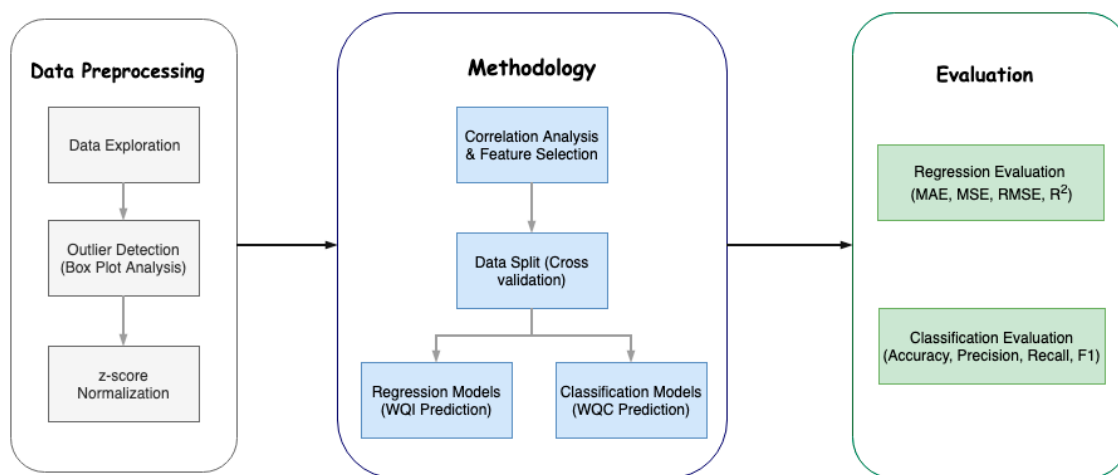 Data Preprocessing
Data Exploration
Outlier Detection
(Box Plot Analysis)
z-score
Normalization
Methodology
Correlation Analysis
& Feature Selection
Data Split (Cross
validation)
Regression Models
(WQI Prediction)
Classification Models
(WQC Prediction)
Evaluation
Regression Evaluation
(MAE, MSE, RMSE, R²)
Classification Evaluation
(Accuracy, Precision, Recall, F1)